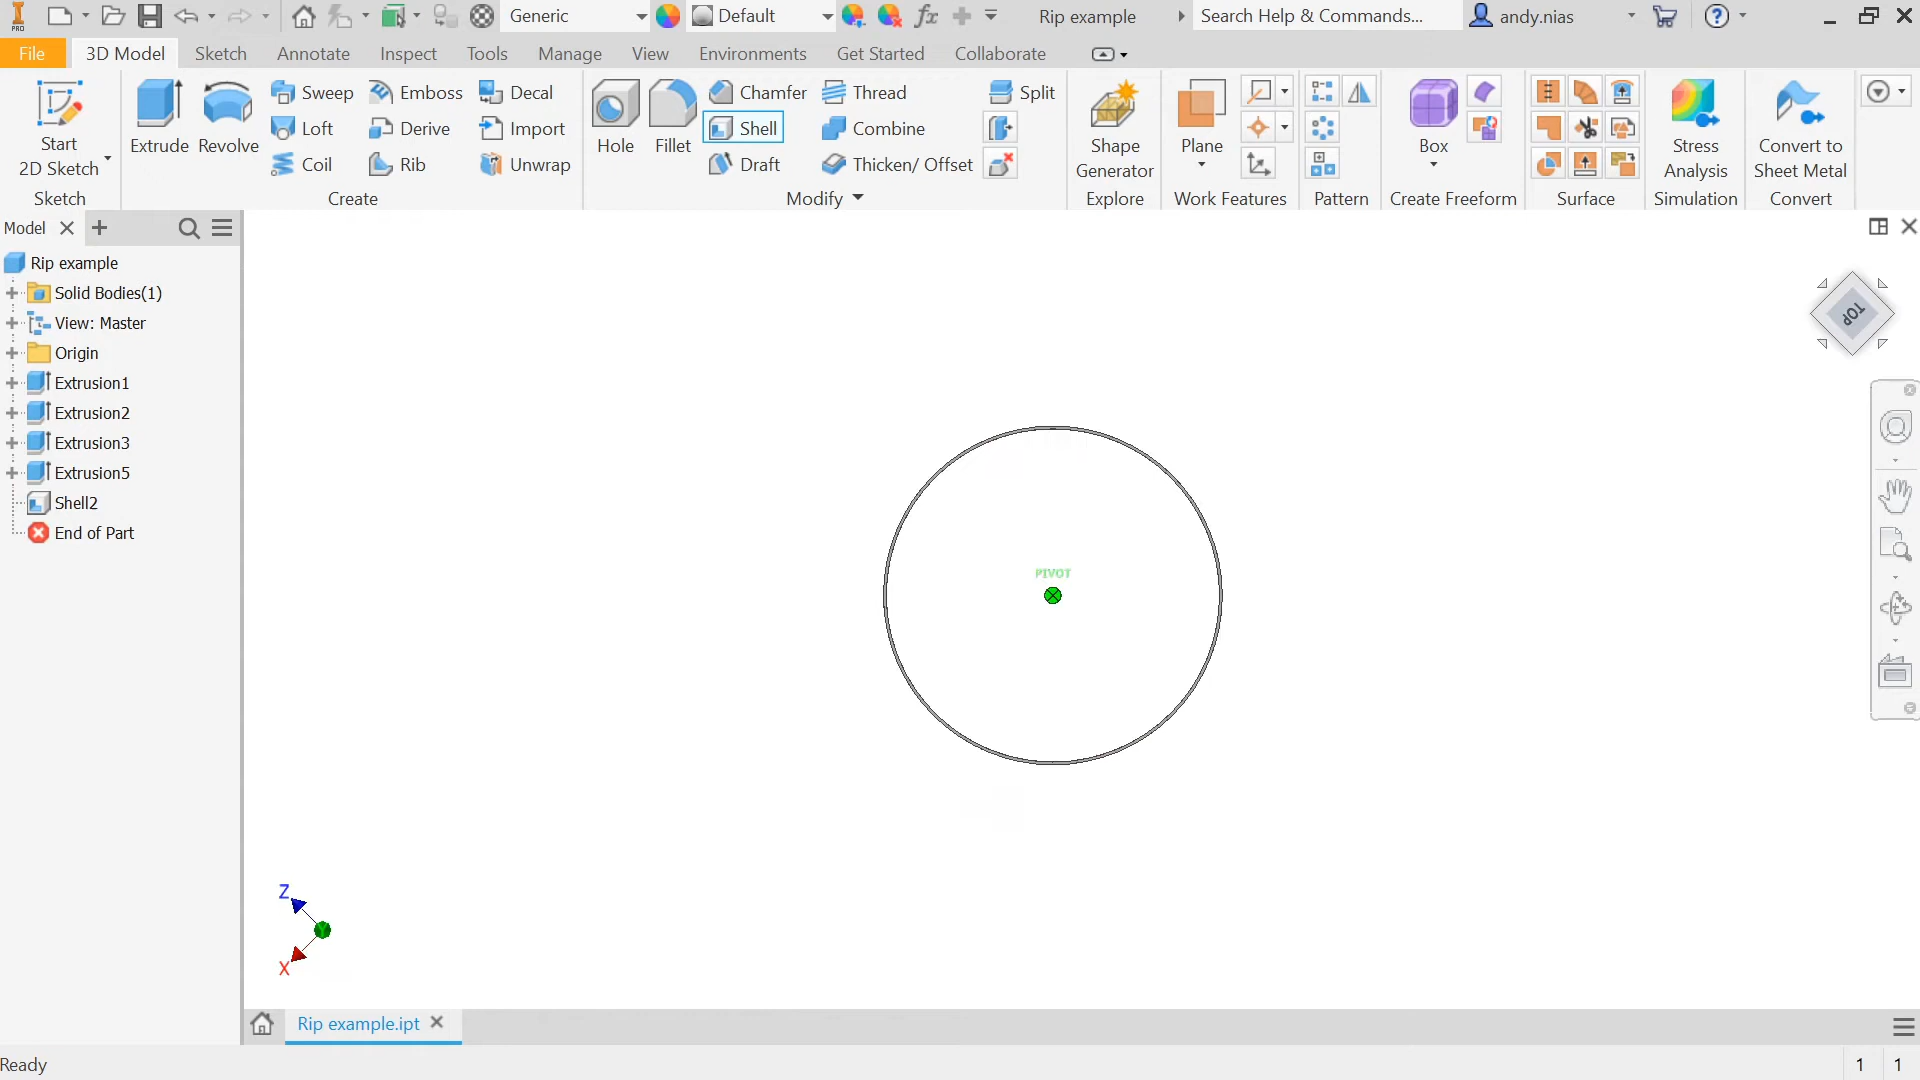 PRO
Generic
Default
fx
Rip example
Search Help & Commands...
andy.nias
File
3D Model
Sketch
Annotate
Inspect
Tools
Manage
View
Environments
Get Started
Collaborate
Start
2D Sketch
Extrude
Revolve
Sweep
Loft
Coil
Emboss
Derive
Rib
Decal
Import
Unwrap
Hole
Fillet
Chamfer
Shell
Draft
Thread
Combine
Thicken/ Offset
Split
Shape
Generator
Plane
Box
Stress
Analysis
Convert to
Sheet Metal
Sketch
Create
Modify
Explore
Work Features
Pattern
Create Freeform
Surface
Simulation
Convert
Model
Rip example
Solid Bodies(1)
View: Master
Origin
Extrusion1
Extrusion2
Extrusion3
Extrusion5
Shell2
End of Part
TOP
PIVOT
Z
X
Rip example.ipt
Ready
1
1